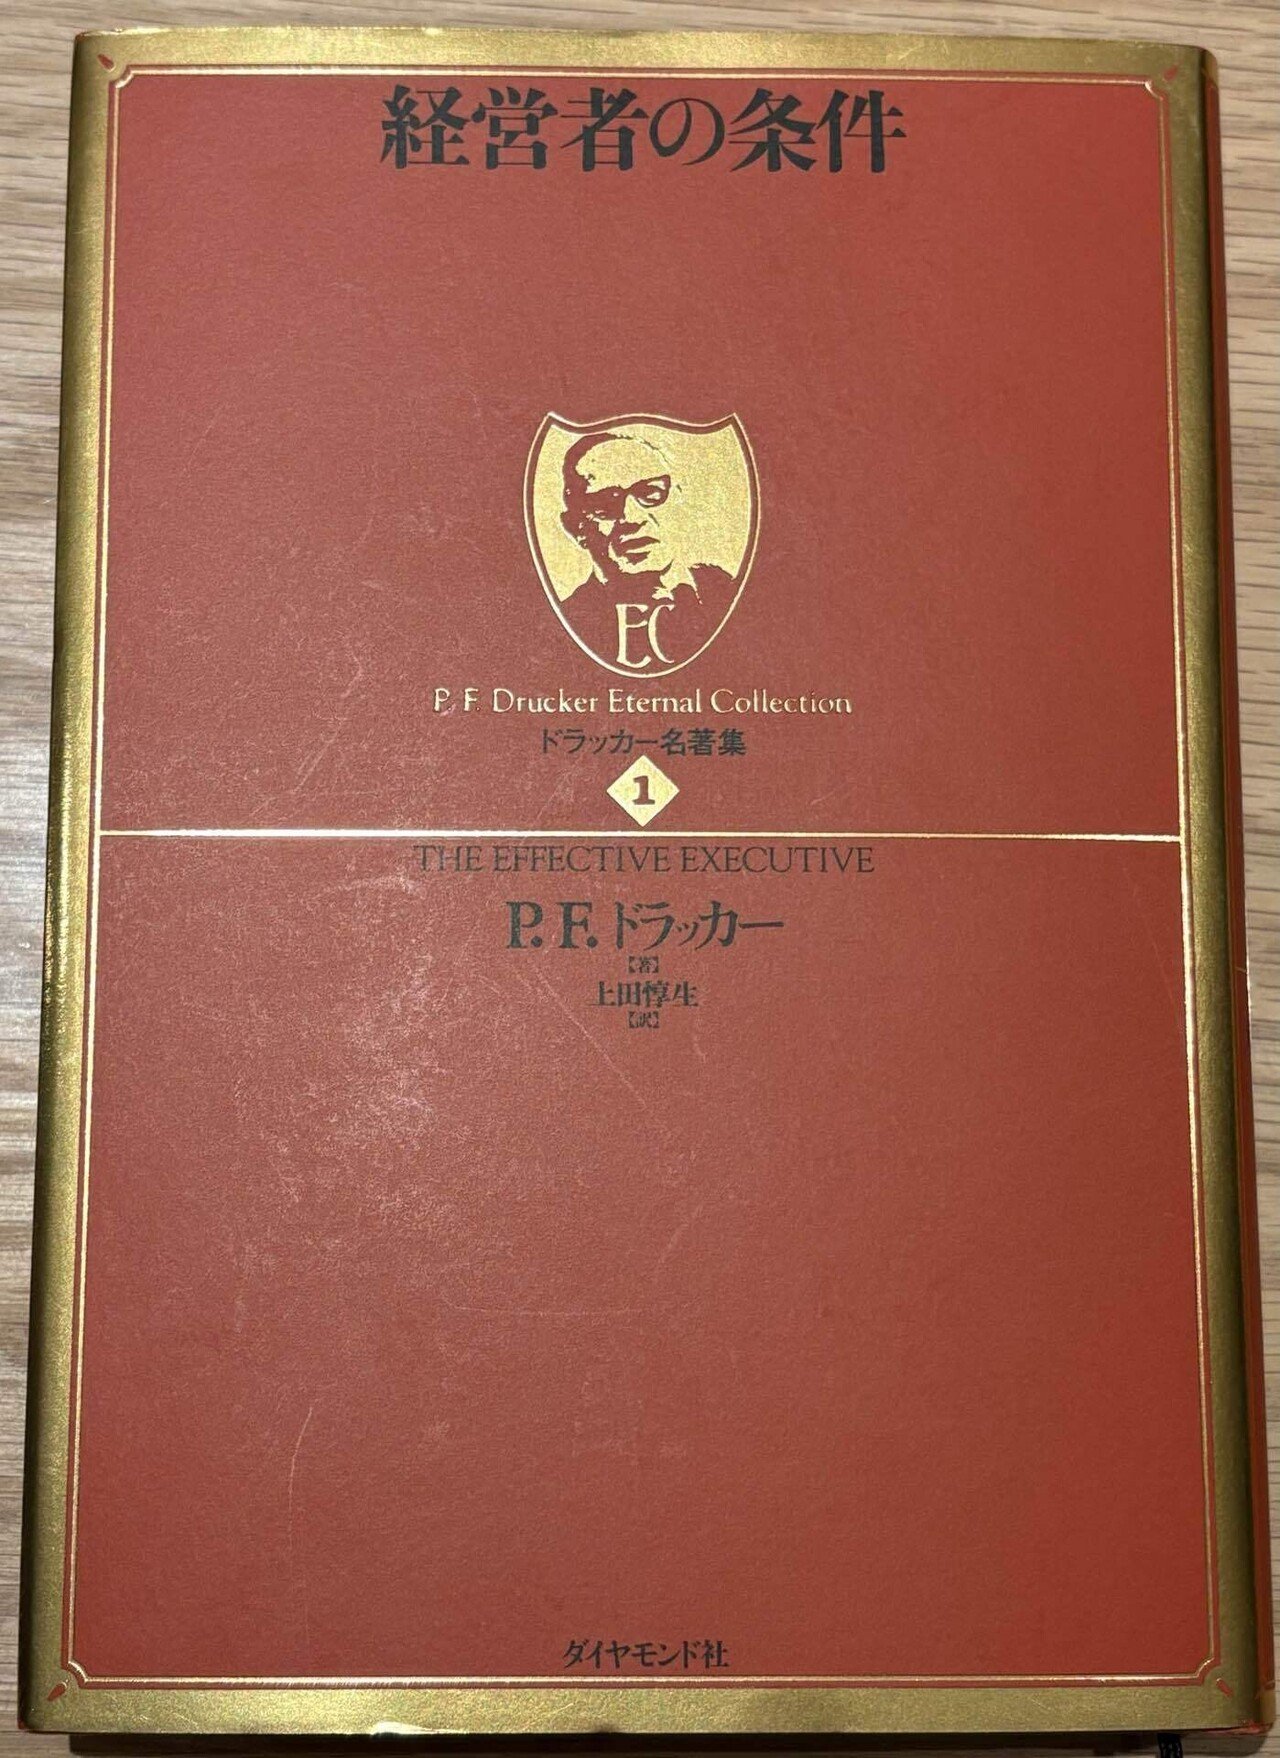 経営者の条件
EC
P. F. Drucker Eternal Collection
ドラッカー名著集
1
THE EFFECTIVE EXECUTIVE
P. F. ドラッカー
【著】
上田惇生
【訳】
ダイヤモンド社